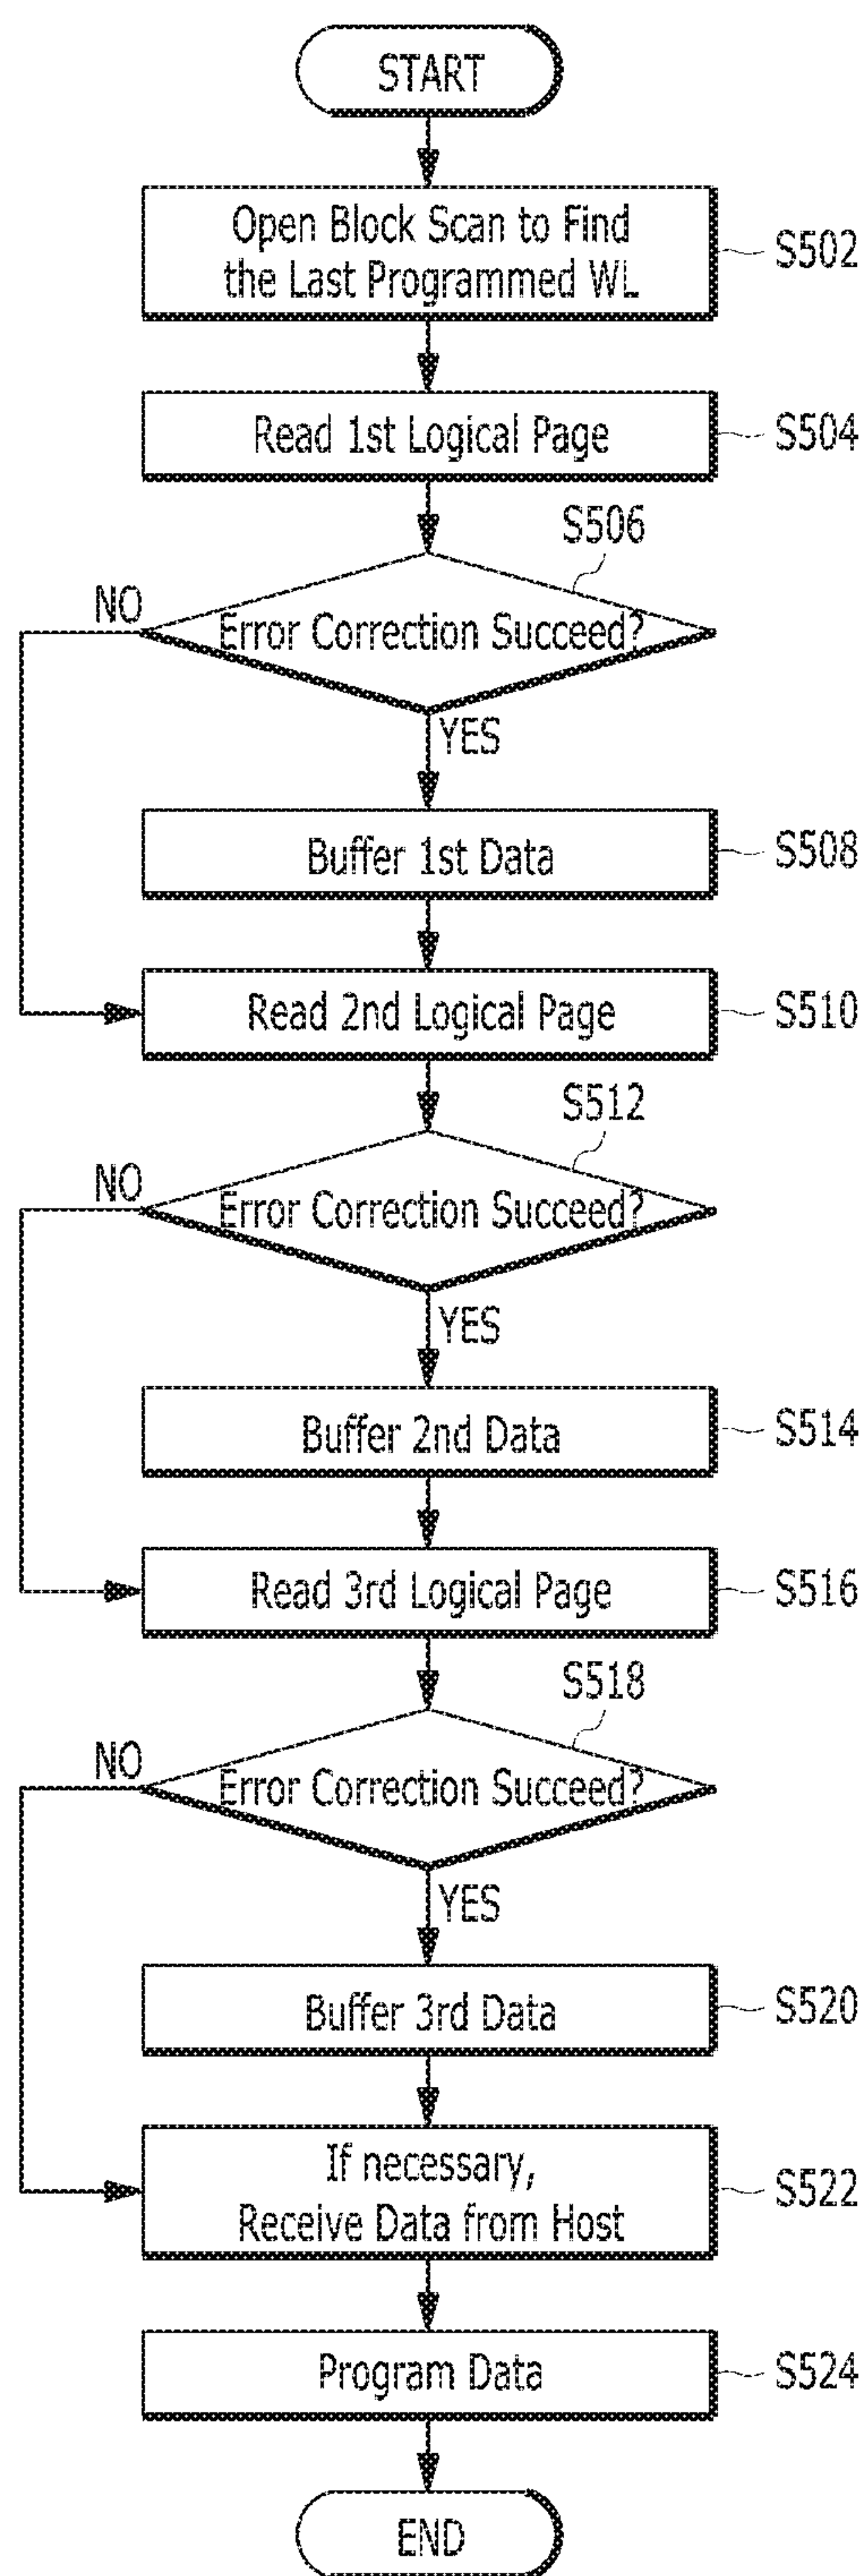 START
Open Block Scan to Find
the Last Programmed WL
S502
Read 1st Logical Page
S504
S506
Error Correction Succeed?
NO
YES
Buffer 1st Data
S508
Read 2nd Logical Page
S510
S512
Error Correction Succeed?
NO
YES
Buffer 2nd Data
S514
Read 3rd Logical Page
S516
S518
Error Correction Succeed?
NO
YES
Buffer 3rd Data
S520
If necessary,
Receive Data from Host
S522
Program Data
S524
END